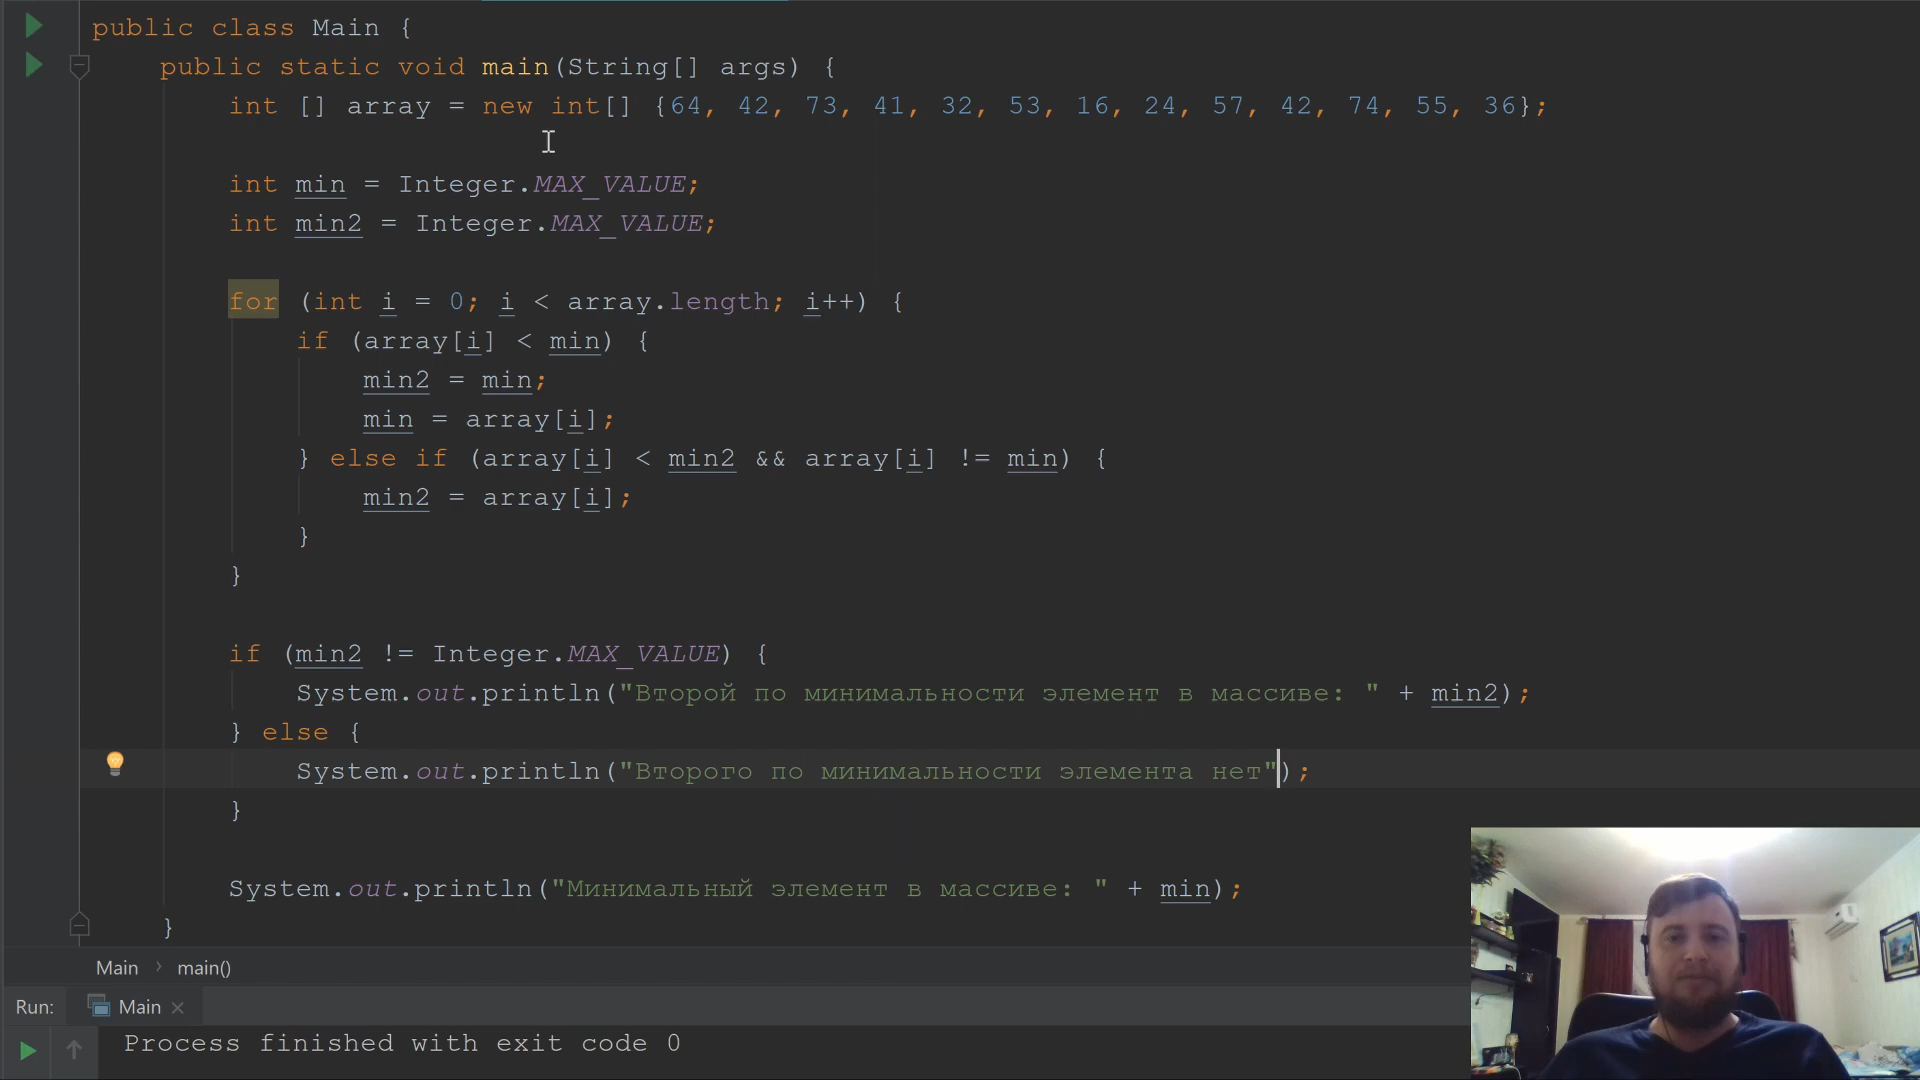 public class Main {
public static void main(String[] args) {
int [] array = new int[] {64, 42, 73, 41, 32, 53, 16, 24, 57, 42, 74, 55, 36};
int min = Integer.MAX_VALUE;
int min2 = Integer.MAX_VALUE;
for (int i = 0; i < array.length; i++) {
if (array[i] < min) {
min2 = min;
min = array[i];
} else if (array[i] < min2 && array[i] != min) {
min2 = array[i];
}
}
if (min2 != Integer.MAX_VALUE) {
System.out.println("Второй по минимальности элемент в массиве: " + min2);
} else {
System.out.println("Второго по минимальности элемента нет");
}
System.out.println("Минимальный элемент в массиве: " + min);
}
Main › main()
Run: Main ×
Process finished with exit code 0